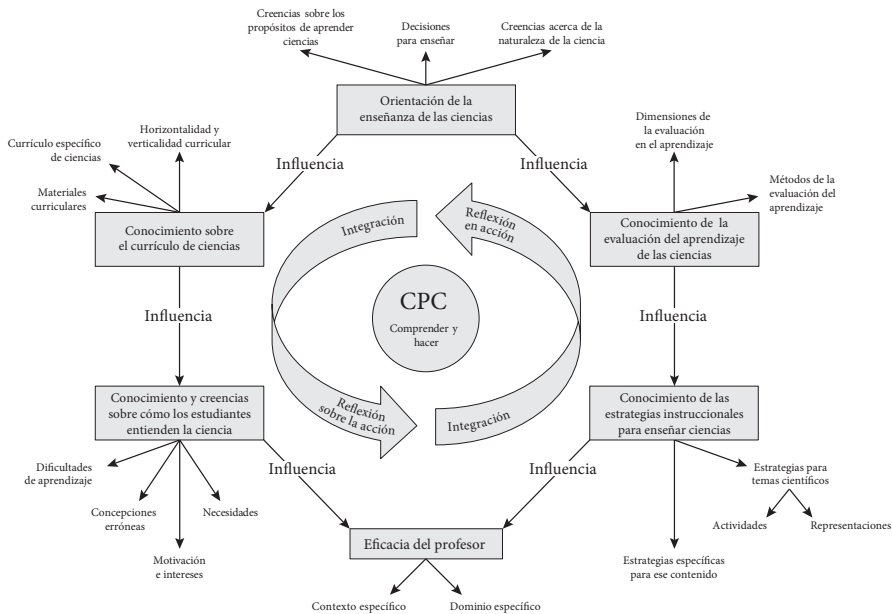 Creencias sobre los
propósitos de aprender
ciencias
Decisiones
para enseñar
Creencias acerca de la
naturaleza de la ciencia
Orientación de la
enseñanza de las ciencias
Dimensiones de
la evaluación
en el aprendizaje
Horizontalidad y
verticalidad curricular
Currículo específico
de ciencias
Influencia
Influencia
Materiales
curriculares
Métodos de la
evaluación del
aprendizaje
Conocimiento sobre
el currículo de ciencias
Integración
Reflexión
en acción
Conocimiento de la
evaluación del aprendizaje
de las ciencias
CPC
Comprender y
hacer
Influencia
Influencia
Conocimiento y creencias
sobre cómo los estudiantes
entienden la ciencia
Reflexión
sobre la acción
Integración
Conocimiento de las
estrategias instruccionales
para enseñar ciencias
Dificultades
de aprendizaje
Influencia
Influencia
Estrategias para
temas científicos
Concepciones
erróneas
Necesidades
Actividades
Representaciones
Motivación
e intereses
Eficacia del profesor
Estrategias específicas
para ese contenido
Contexto específico
Dominio específico